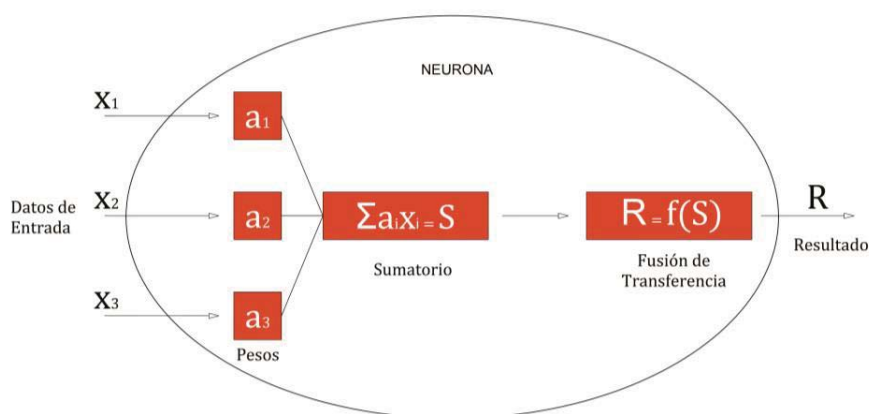 NEURONA
X1
a1
Datos de
Entrada
X2
a2
Σaixi = S
R = f(S)
R
Sumatorio
Fusión de
Transferencia
Resultado
X3
a3
Pesos